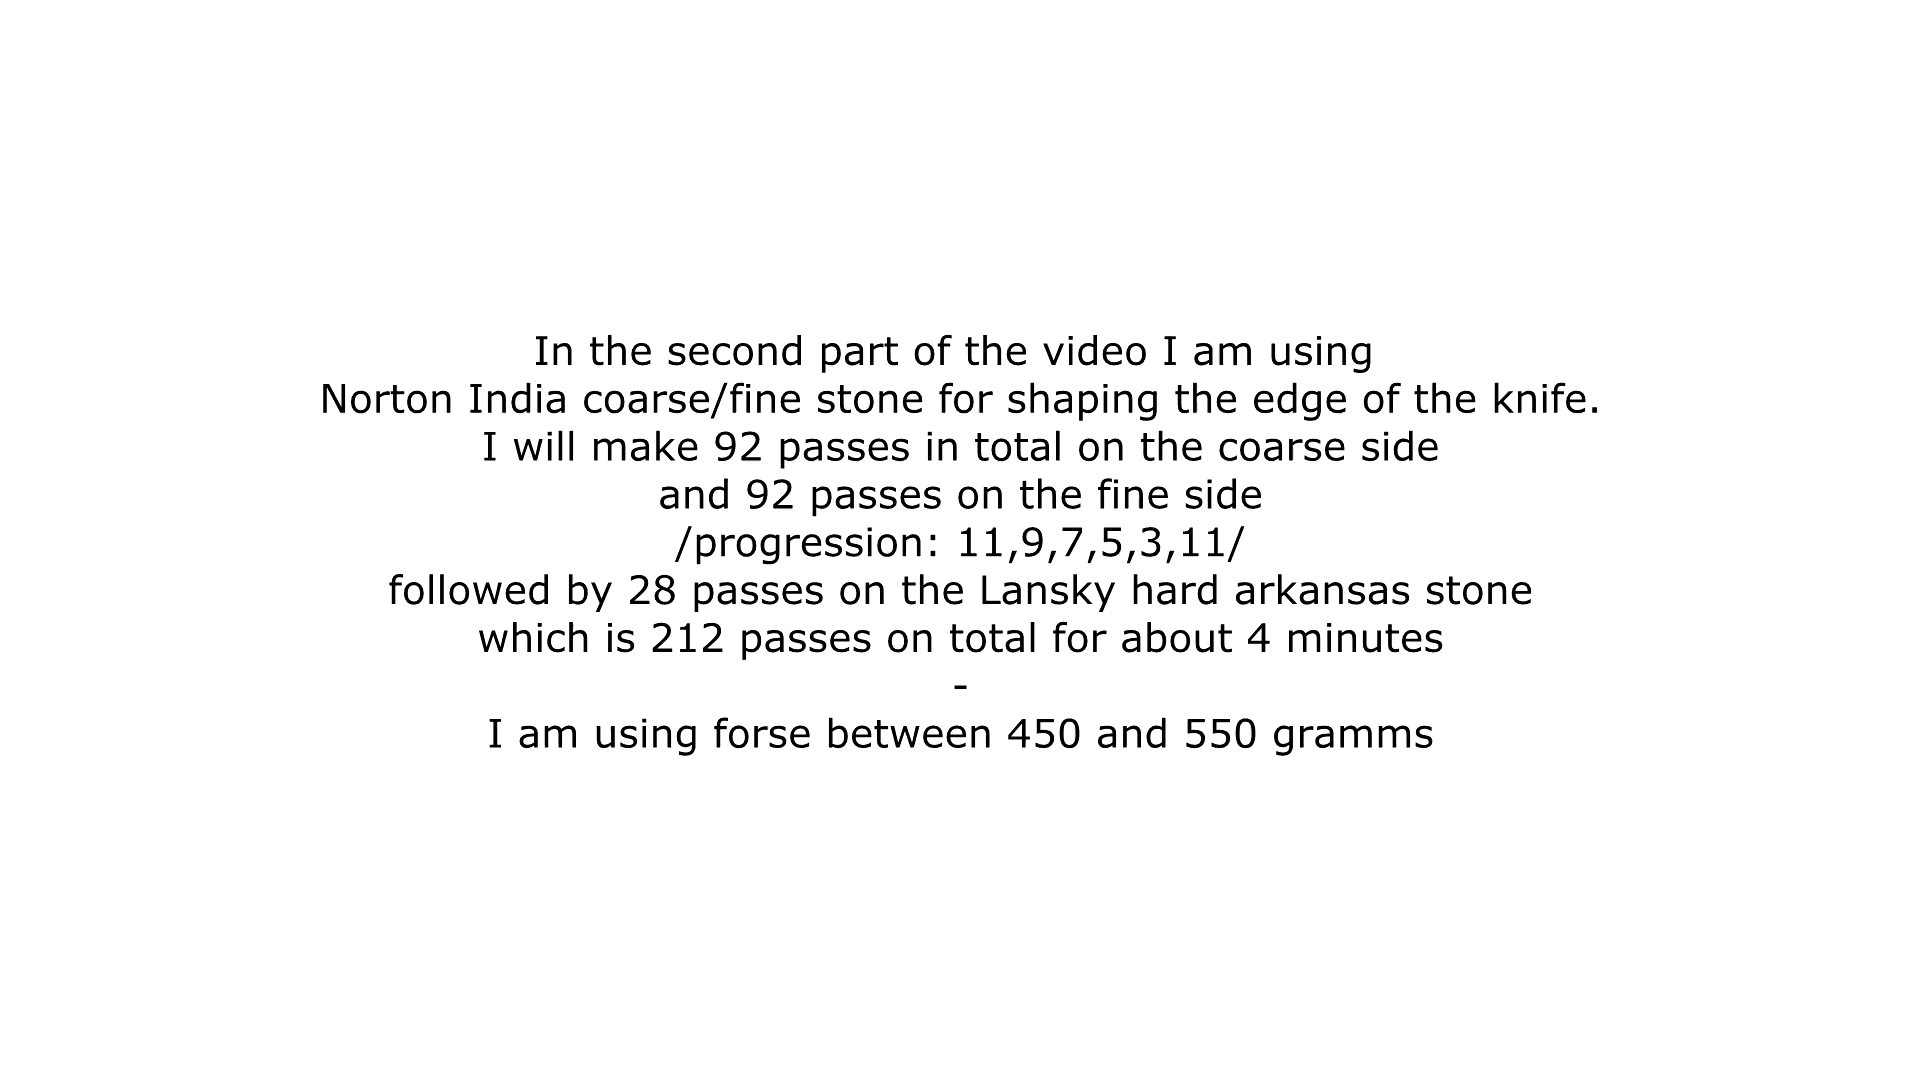 In the second part of the video I am using
Norton India coarse/fine stone for shaping the edge of the knife.
I will make 92 passes in total on the coarse side
and 92 passes on the fine side
/progression: 11,9,7,5,3,11/
followed by 28 passes on the Lansky hard arkansas stone
which is 212 passes on total for about 4 minutes
-
I am using forse between 450 and 550 gramms